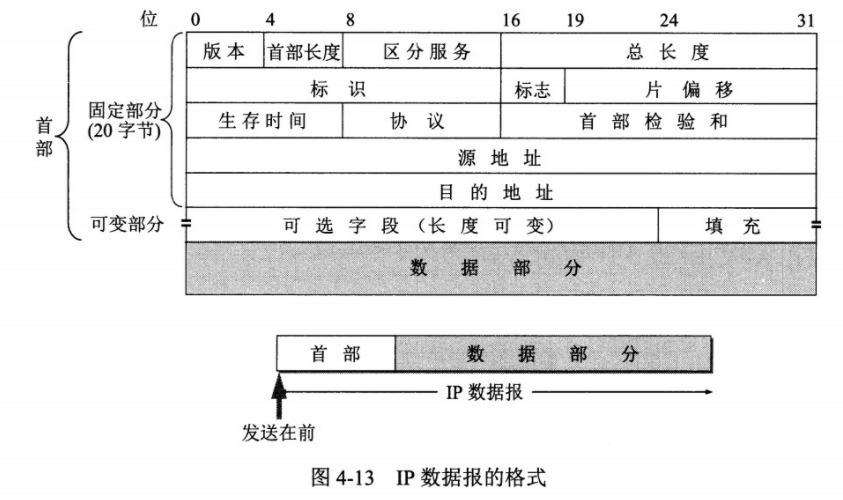 位 0 4 8 16 19 24 31
版本 首部长度 区分服务 总长度
标识 标志 片偏移
首部 固定部分 (20 字节) 生存时间 协议 首部检验和
源地址
目的地址
可变部分 可选字段（长度可变） 填充
数据部分
首部 数据部分
IP 数据报
发送在前
图 4-13 IP 数据报的格式